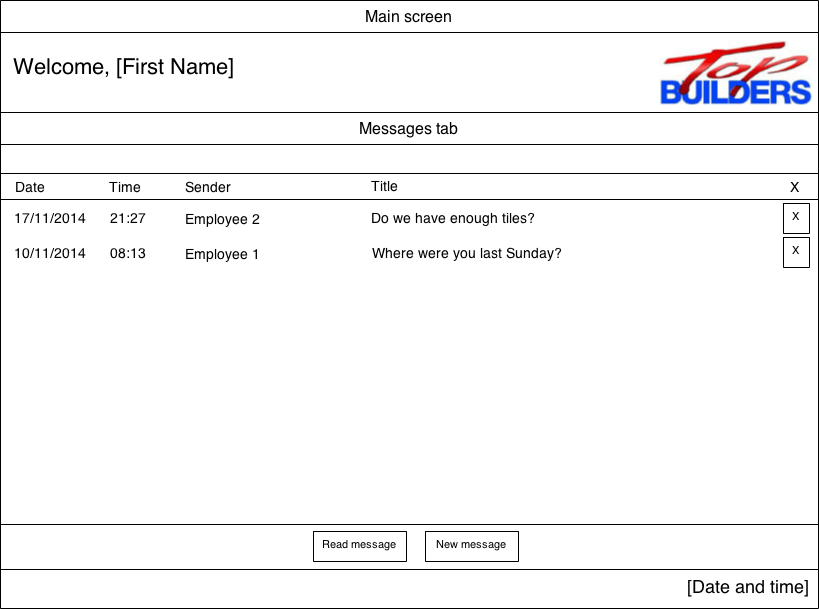 Main screen
Welcome, [First Name]
Top
BUILDERS
Messages tab
Date Time Sender Title X
17/11/2014 21:27 Employee 2 Do we have enough tiles? X
10/11/2014 08:13 Employee 1 Where were you last Sunday? X
Read message New message
[Date and time]